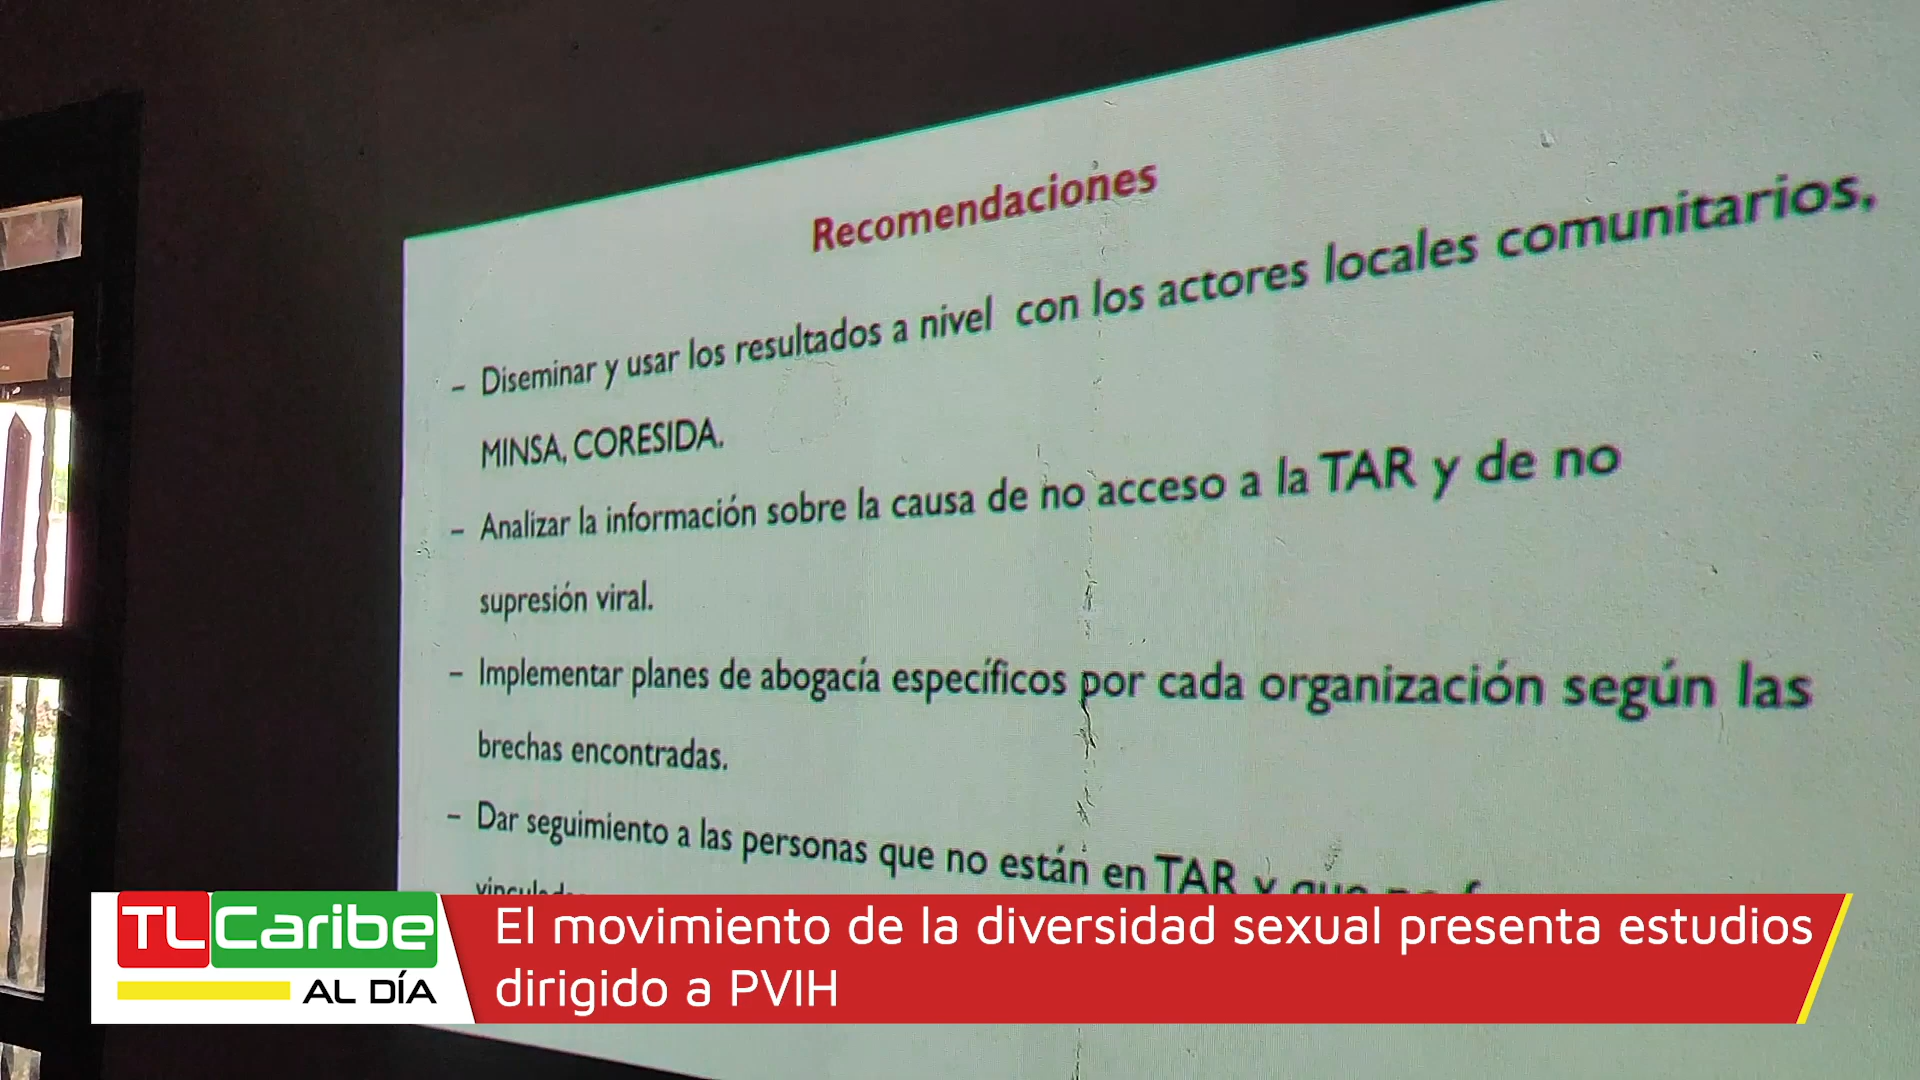 Recomendaciones
– Diseminar y usar los resultados a nivel con los actores locales comunitarios,
MINSA, CORESIDA.
– Analizar la información sobre la causa de no acceso a la TAR y de no
supresión viral.
– Implementar planes de abogacía específicos por cada organización según las
brechas encontradas.
– Dar seguimiento a las personas que no están en TAR y que
TLCaribe
AL DÍA
El movimiento de la diversidad sexual presenta estudios
dirigido a PVIH